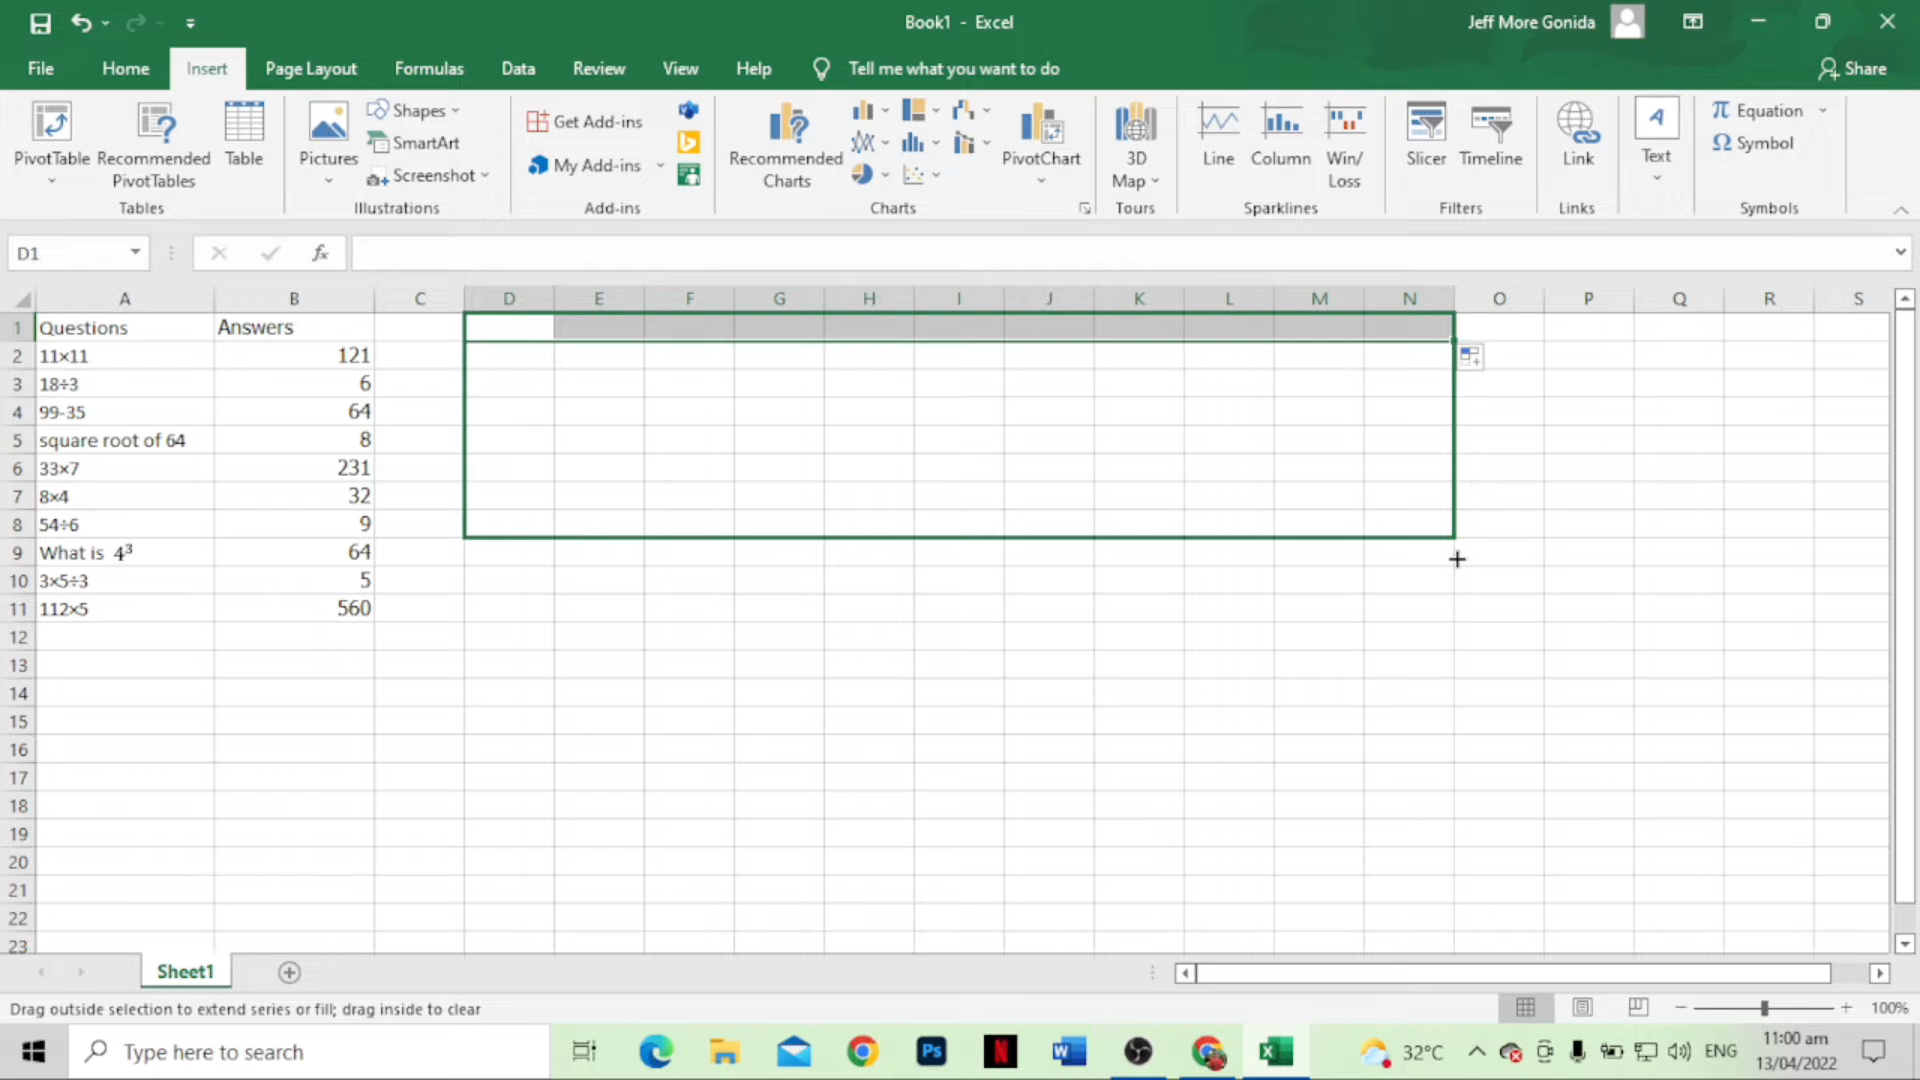 Book1 - Excel
Jeff More Gonida
File Home Insert Page Layout Formulas Data Review View Help Tell me what you want to do Share
PivotTable
Recommended PivotTables
Table
Tables
Pictures
Shapes
SmartArt
Screenshot
Illustrations
Get Add-ins
My Add-ins
Add-ins
Recommended Charts
PivotChart
Charts
3D Map
Tours
Line
Column
Win/Loss
Sparklines
Slicer
Timeline
Filters
Link
Links
A
Text
π Equation
Ω Symbol
Symbols
D1 fx
A B C D E F G H I J K L M N O P Q R S
1 Questions Answers
2 11×11 121
3 18÷3 6
4 99-35 64
5 square root of 64 8
6 33×7 231
7 8×4 32
8 54÷6 9
9 What is 4³ 64
10 3×5÷3 5
11 112×5 560
12
13
14
15
16
17
18
19
20
21
22
23
Sheet1
Drag outside selection to extend series or fill; drag inside to clear
100%
Type here to search
Ps
N
W
X
32°C
ENG
11:00 am
13/04/2022